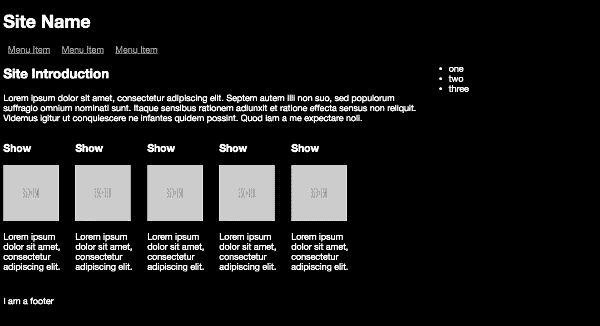 Site Name
Menu Item Menu Item Menu Item
Site Introduction
Lorem ipsum dolor sit amet, consectetur adipiscing elit. Septem autem illi non suo, sed populorum
suffragio omnium nominati sunt. Itaque sensibus rationem adiunxit et ratione effecta sensus non reliquit.
Videmus igitur ut conquiescere ne infantes quidem possint. Quod iam a me expectare noli.
one
two
three
Show Show Show Show Show
Lorem ipsum
dolor sit amet,
consectetur
adipiscing elit.
Lorem ipsum
dolor sit amet,
consectetur
adipiscing elit.
Lorem ipsum
dolor sit amet,
consectetur
adipiscing elit.
Lorem ipsum
dolor sit amet,
consectetur
adipiscing elit.
Lorem ipsum
dolor sit amet,
consectetur
adipiscing elit.
I am a footer